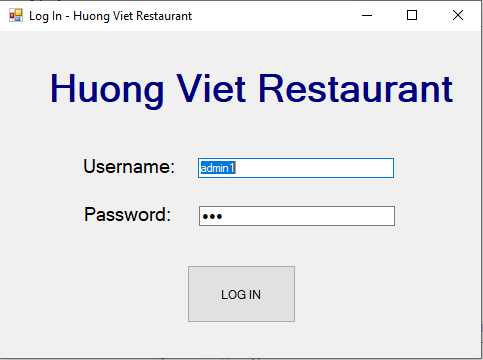 Log In - Huong Viet Restaurant
Huong Viet Restaurant
Username: admin1
Password: •••
LOG IN